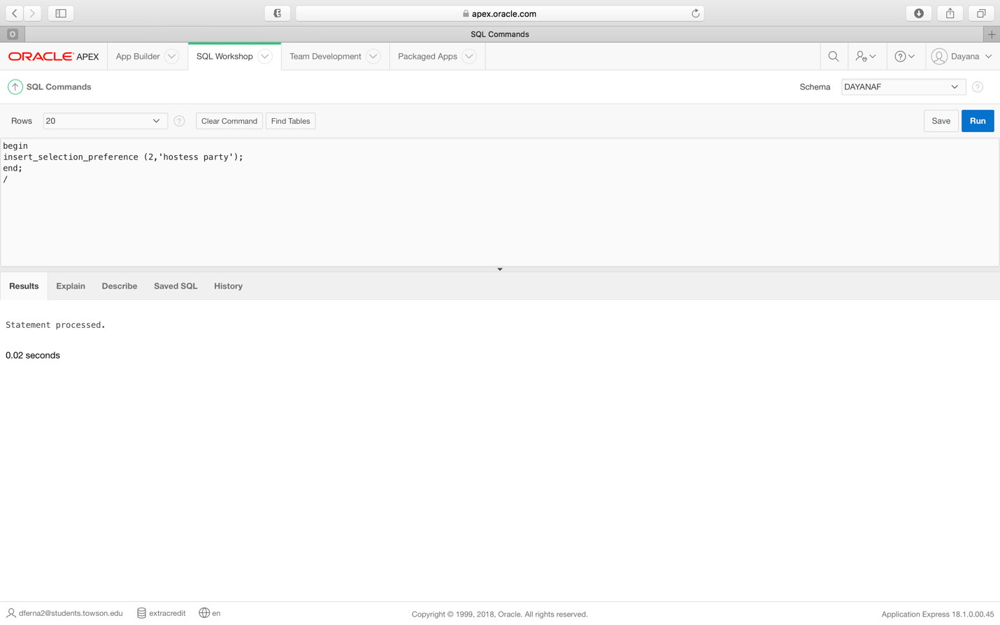 apex.oracle.com
O
SQL Commands
ORACLE APEX
App Builder
SQL Workshop
Team Development
Packaged Apps
?
Dayana
SQL Commands
Schema
DAYANAF
?
Rows
20
?
Clear Command
Find Tables
Save
Run
begin
insert_selection_preference (2,'hostess party');
end;
/
Results
Explain
Describe
Saved SQL
History
Statement processed.
0.02 seconds
dferna2@students.towson.edu
extracredit
en
Copyright © 1999, 2018, Oracle. All rights reserved.
Application Express 18.1.0.00.45